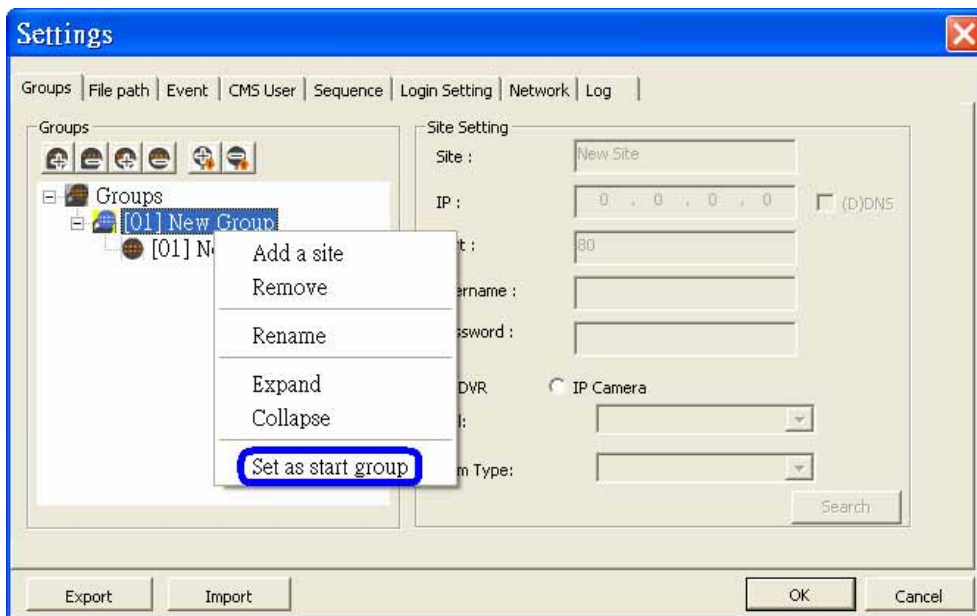 Settings
Groups File path Event CMS User Sequence Login Setting Network Log
Groups
Groups
[01] New Group
[01] N
Add a site
Remove
Rename
Expand
Collapse
Set as start group
Site Setting
Site : New Site
IP : 0 . 0 . 0 . 0 (D)DNS
t : 80
ername :
ssword :
DVR IP Camera
l:
m Type:
Search
Export Import OK Cancel